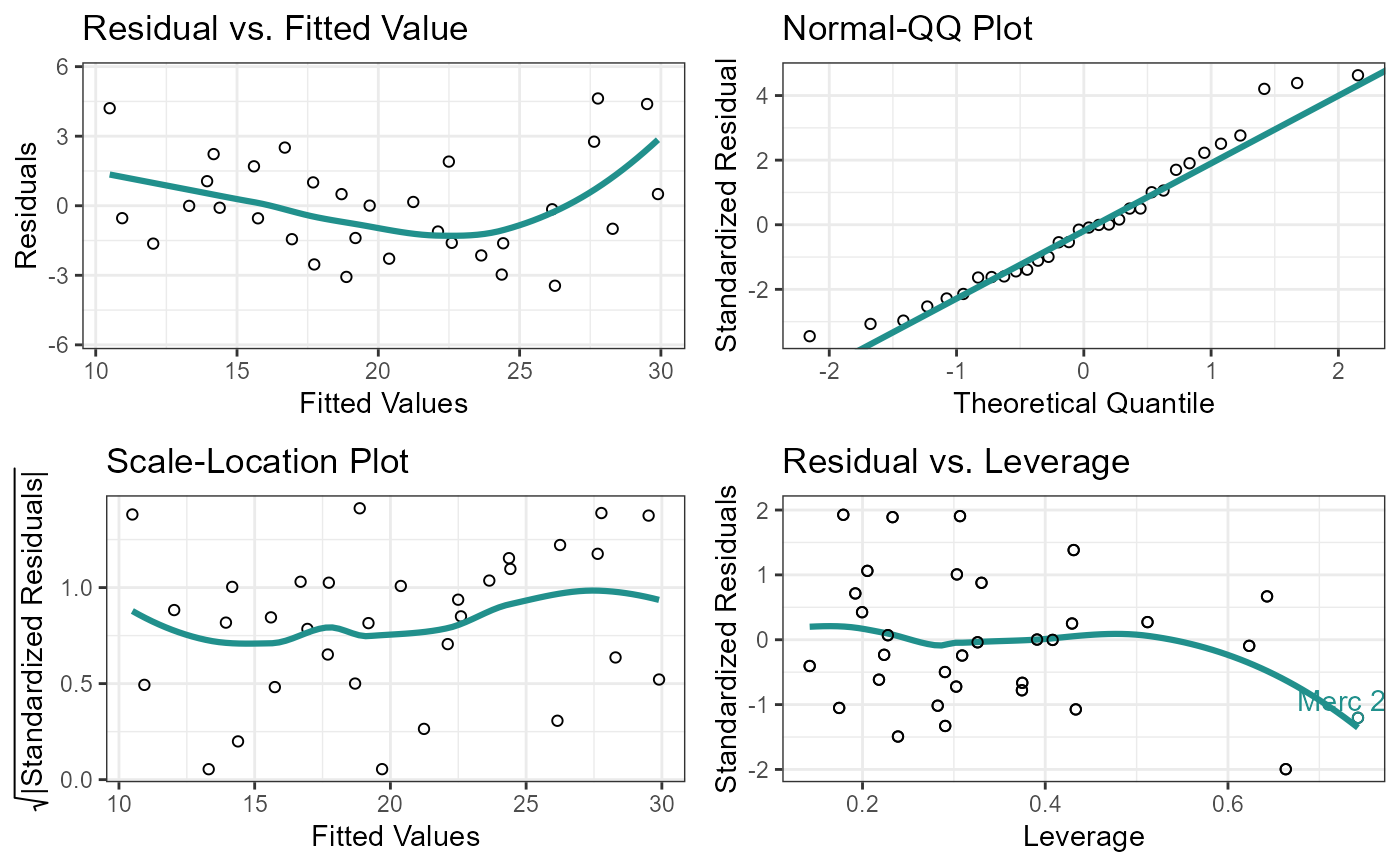 Residual vs. Fitted Value
Residuals
6
3
0
-3
-6
10
15
20
25
30
Fitted Values
Normal-QQ Plot
Standardized Residual
4
2
0
-2
-2
-1
0
1
2
Theoretical Quantile
Scale-Location Plot
√|Standardized Residuals|
1.0
0.5
0.0
10
15
20
25
30
Fitted Values
Residual vs. Leverage
Standardized Residuals
2
1
0
-1
-2
Merc 2
0.2
0.4
0.6
Leverage